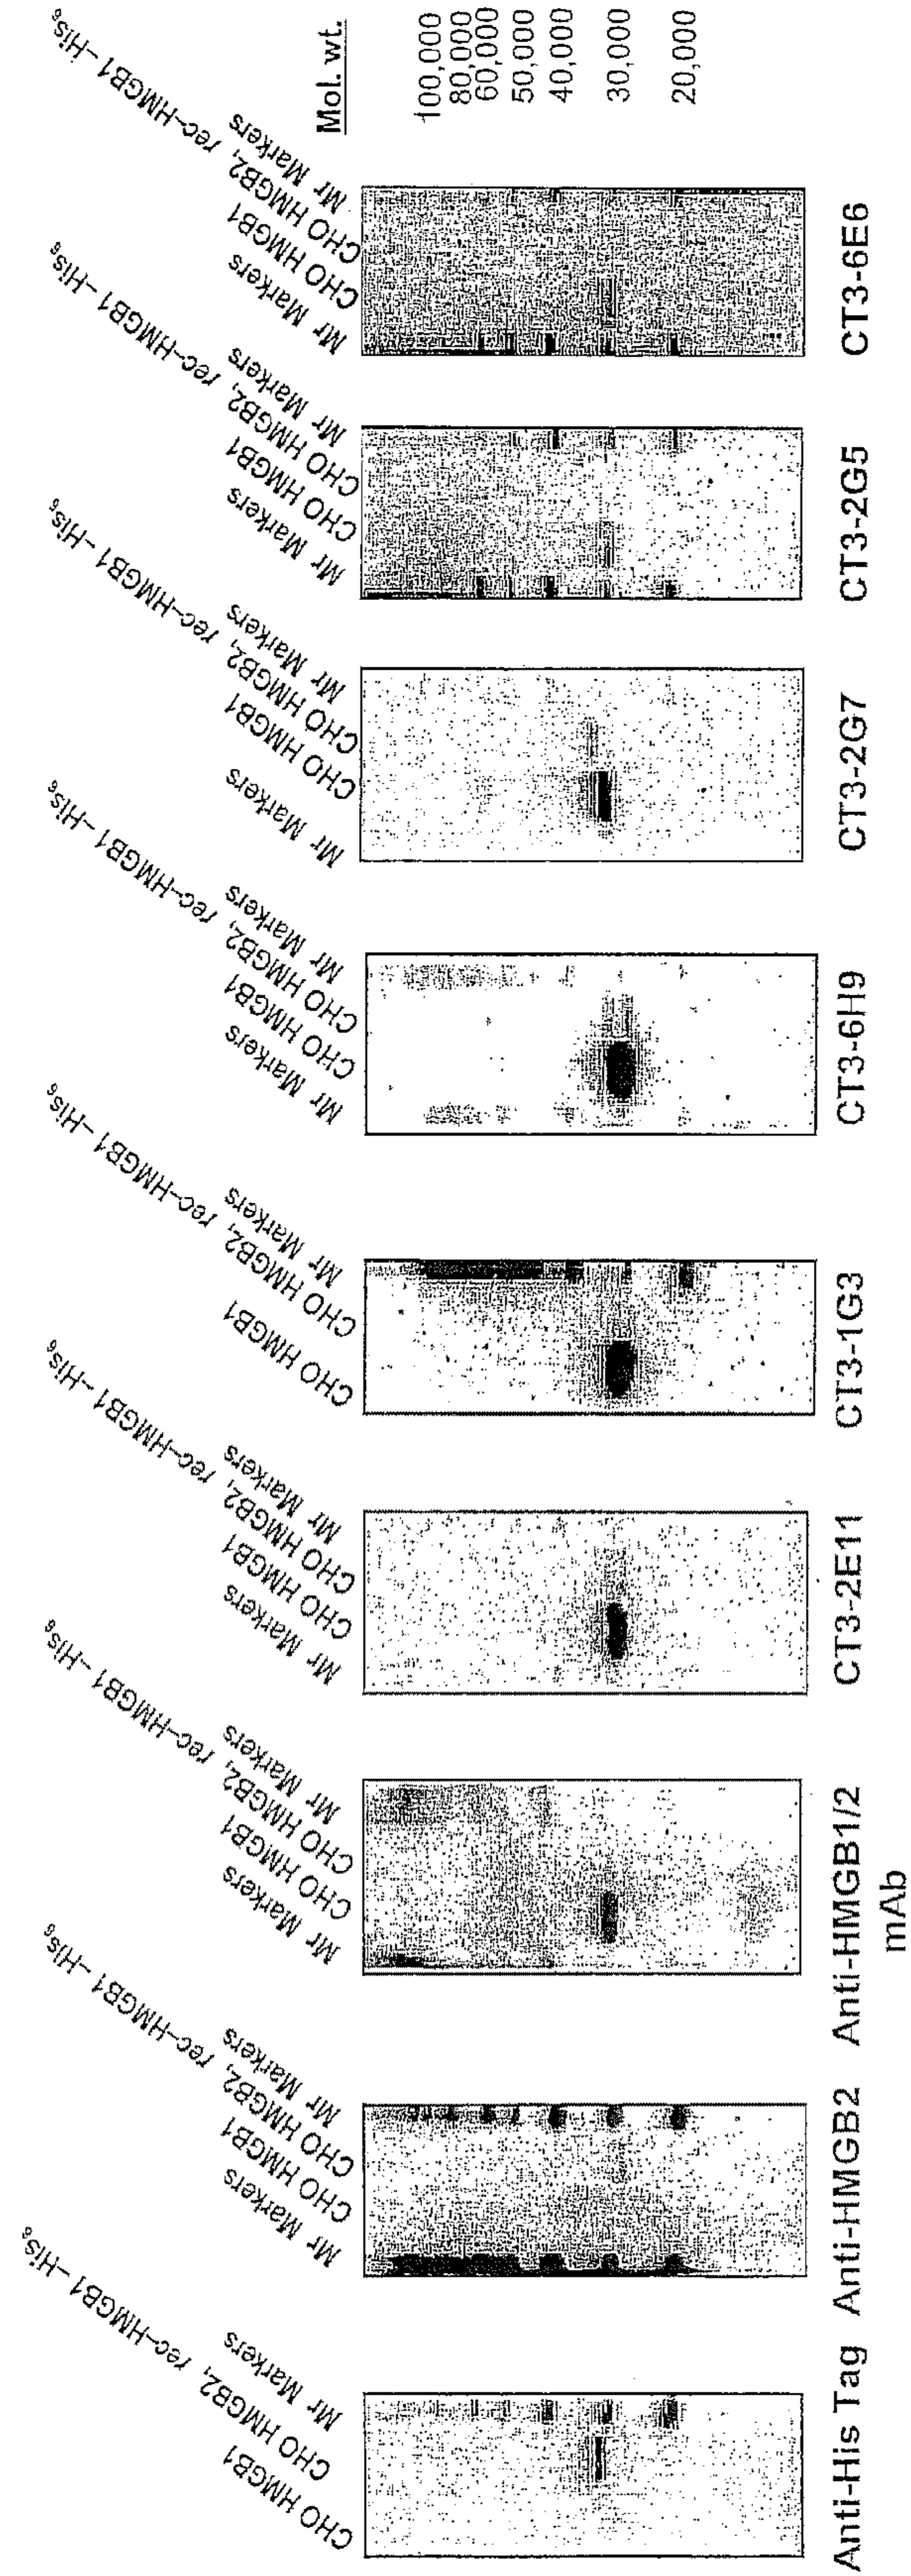 CHO HMGB1
CHO HMGB2, rec-HMGB1-His₆
Mr Markers
Mr Markers
CHO HMGB1
CHO HMGB2, rec-HMGB1-His₆
Mr Markers
Mr Markers
CHO HMGB1
CHO HMGB2, rec-HMGB1-His₆
Mr Markers
Mr Markers
CHO HMGB1
CHO HMGB2, rec-HMGB1-His₆
Mr Markers
CHO HMGB1
CHO HMGB2, rec-HMGB1-His₆
Mr Markers
Mr Markers
CHO HMGB1
CHO HMGB2, rec-HMGB1-His₆
Mr Markers
Mr Markers
CHO HMGB1
CHO HMGB2, rec-HMGB1-His₆
Mr Markers
Mr Markers
CHO HMGB1
CHO HMGB2, rec-HMGB1-His₆
Mr Markers
Mr Markers
CHO HMGB1
CHO HMGB2, rec-HMGB1-His₆
Mr Markers
Mol. wt.
100,000
80,000
60,000
50,000
40,000
30,000
20,000
Anti-His Tag
Anti-HMGB2
Anti-HMGB1/2
mAb
CT3-2E11
CT3-1G3
CT3-6H9
CT3-2G7
CT3-2G5
CT3-6E6